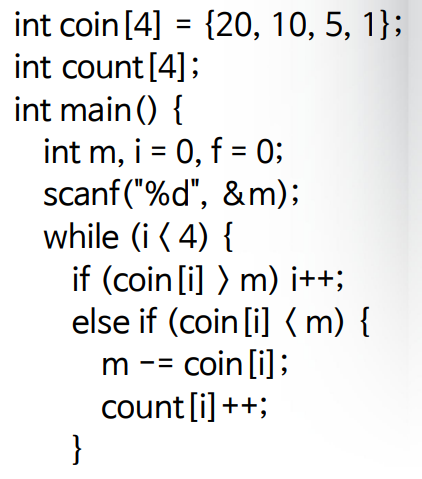 int coin[4] = {20, 10, 5, 1};
int count[4];
int main() {
int m, i = 0, f = 0;
scanf("%d", &m);
while (i < 4) {
if (coin[i] > m) i++;
else if (coin[i] < m) {
m -= coin[i];
count[i]++;
}